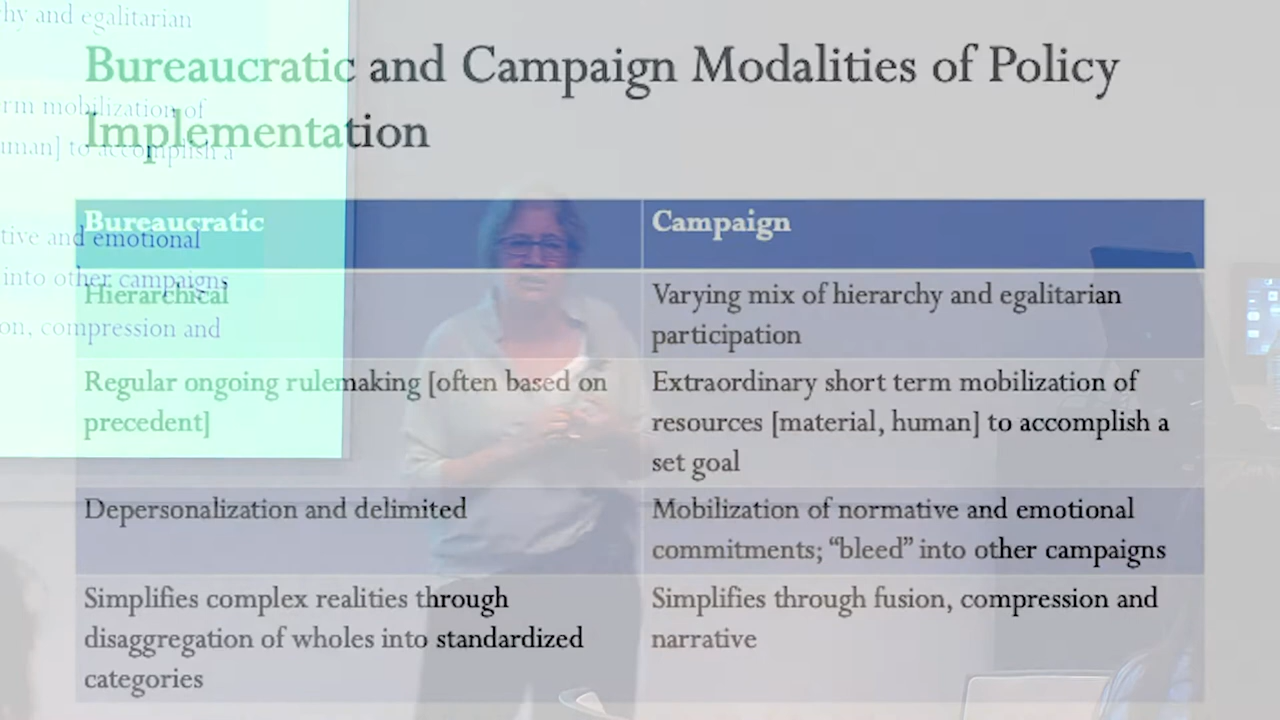 hy and egalitarian
rm mobilization of
uman] to accomplish a
tive and emotional
into other campaigns
on, compression and
Bureaucratic and Campaign Modalities of Policy
Implementation
Bureaucratic
Campaign
Hierarchical
Varying mix of hierarchy and egalitarian
participation
Regular ongoing rulemaking [often based on
precedent]
Extraordinary short term mobilization of
resources [material, human] to accomplish a
set goal
Depersonalization and delimited
Mobilization of normative and emotional
commitments; “bleed” into other campaigns
Simplifies complex realities through
disaggregation of wholes into standardized
categories
Simplifies through fusion, compression and
narrative